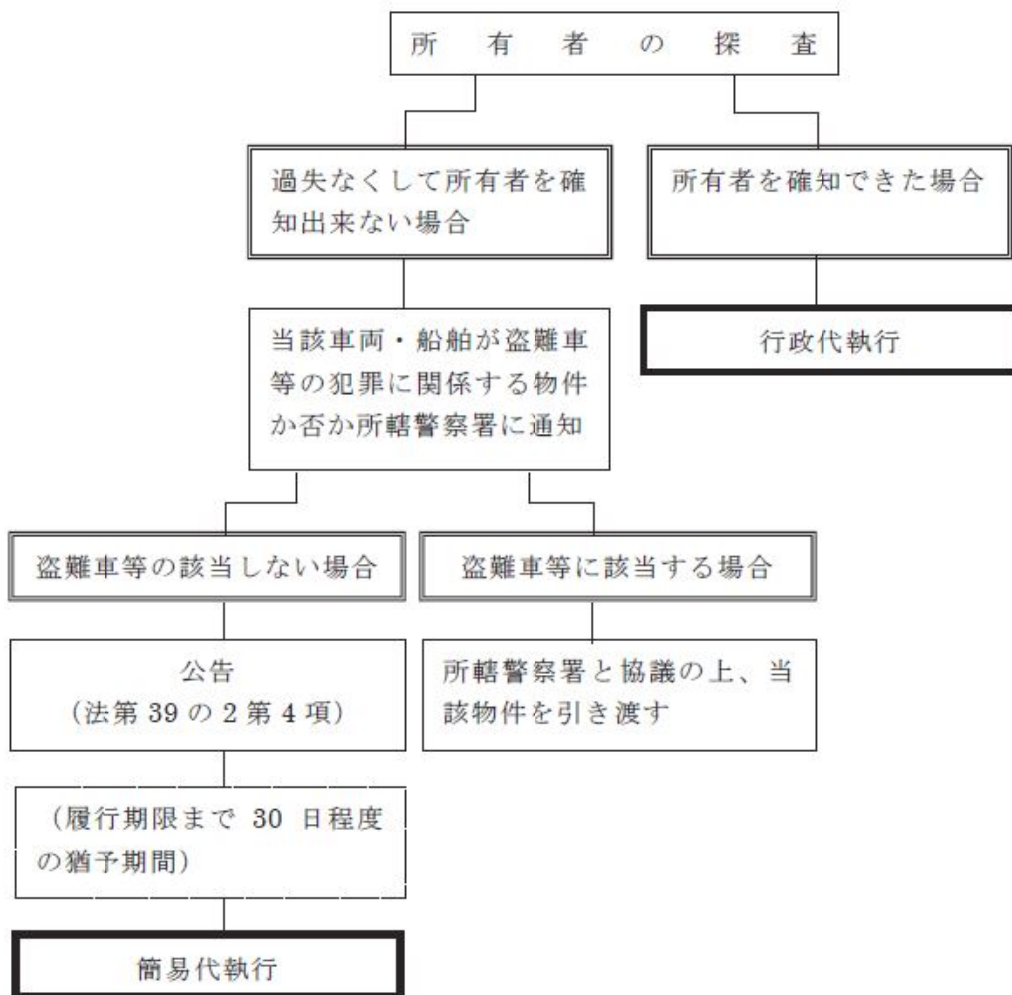 所有者の探査
過失なくして所有者を確
知出来ない場合
所有者を確知できた場合
当該車両・船舶が盗難車
等の犯罪に関係する物件
か否か所轄警察署に通知
行政代執行
盗難車等の該当しない場合
盗難車等に該当する場合
公告
（法第 39 の 2 第 4 項）
所轄警察署と協議の上、当
該物件を引き渡す
（履行期限まで 30 日程度
の猶予期間）
簡易代執行